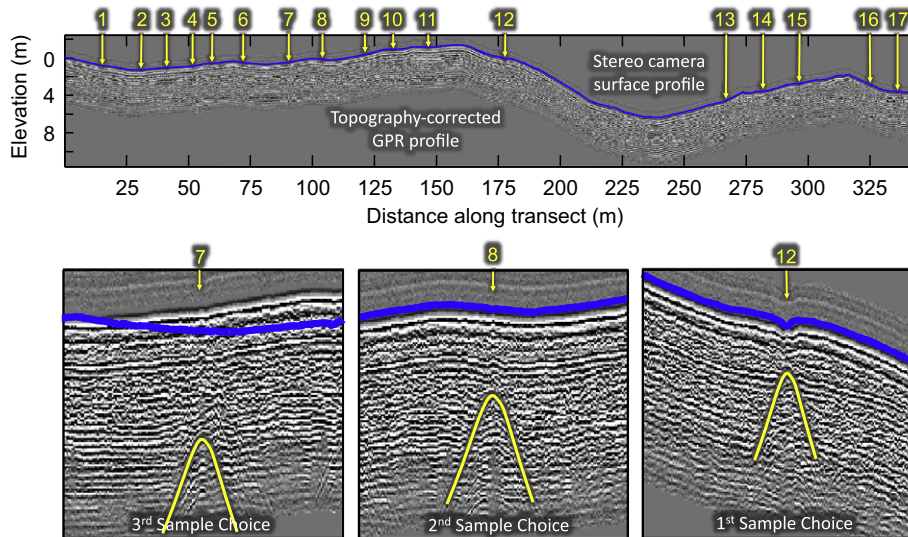 1 2 3 4 5 6 7 8 9 10 11 12 13 14 15 16 17
Elevation (m)
0
4
8
Stereo camera
surface profile
Topography-corrected
GPR profile
25 50 75 100 125 150 175 200 225 250 275 300 325
Distance along transect (m)
7
8
12
3rd Sample Choice
2nd Sample Choice
1st Sample Choice